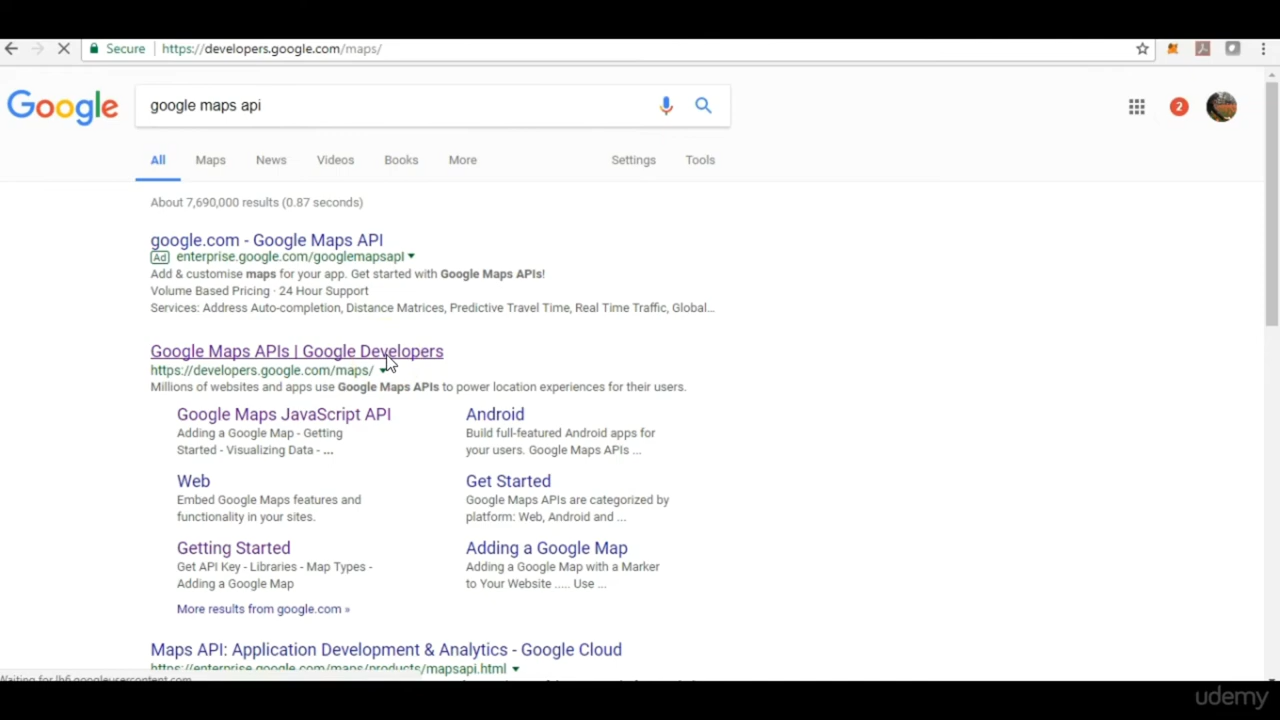 Secure https://developers.google.com/maps/
Google google maps api 2
All Maps News Videos Books More Settings Tools
About 7,690,000 results (0.87 seconds)
google.com - Google Maps API
Ad enterprise.google.com/googlemapsapi
Add & customise maps for your app. Get started with Google Maps APIs!
Volume Based Pricing · 24 Hour Support
Services: Address Auto-completion, Distance Matrices, Predictive Travel Time, Real Time Traffic, Global...
Google Maps APIs | Google Developers
https://developers.google.com/maps/
Millions of websites and apps use Google Maps APIs to power location experiences for their users.
Google Maps JavaScript API
Adding a Google Map - Getting
Started - Visualizing Data - ...
Android
Build full-featured Android apps for
your users. Google Maps APIs ...
Web
Embed Google Maps features and
functionality in your sites.
Get Started
Google Maps APIs are categorized by
platform: Web, Android and ...
Getting Started
Get API Key - Libraries - Map Types -
Adding a Google Map
Adding a Google Map
Adding a Google Map with a Marker
to Your Website ..... Use ...
More results from google.com »
Maps API: Application Development & Analytics - Google Cloud
https://enterprise.google.com/maps/products/mapsapi.html
Waiting for lh6.googleusercontent.com
udemy